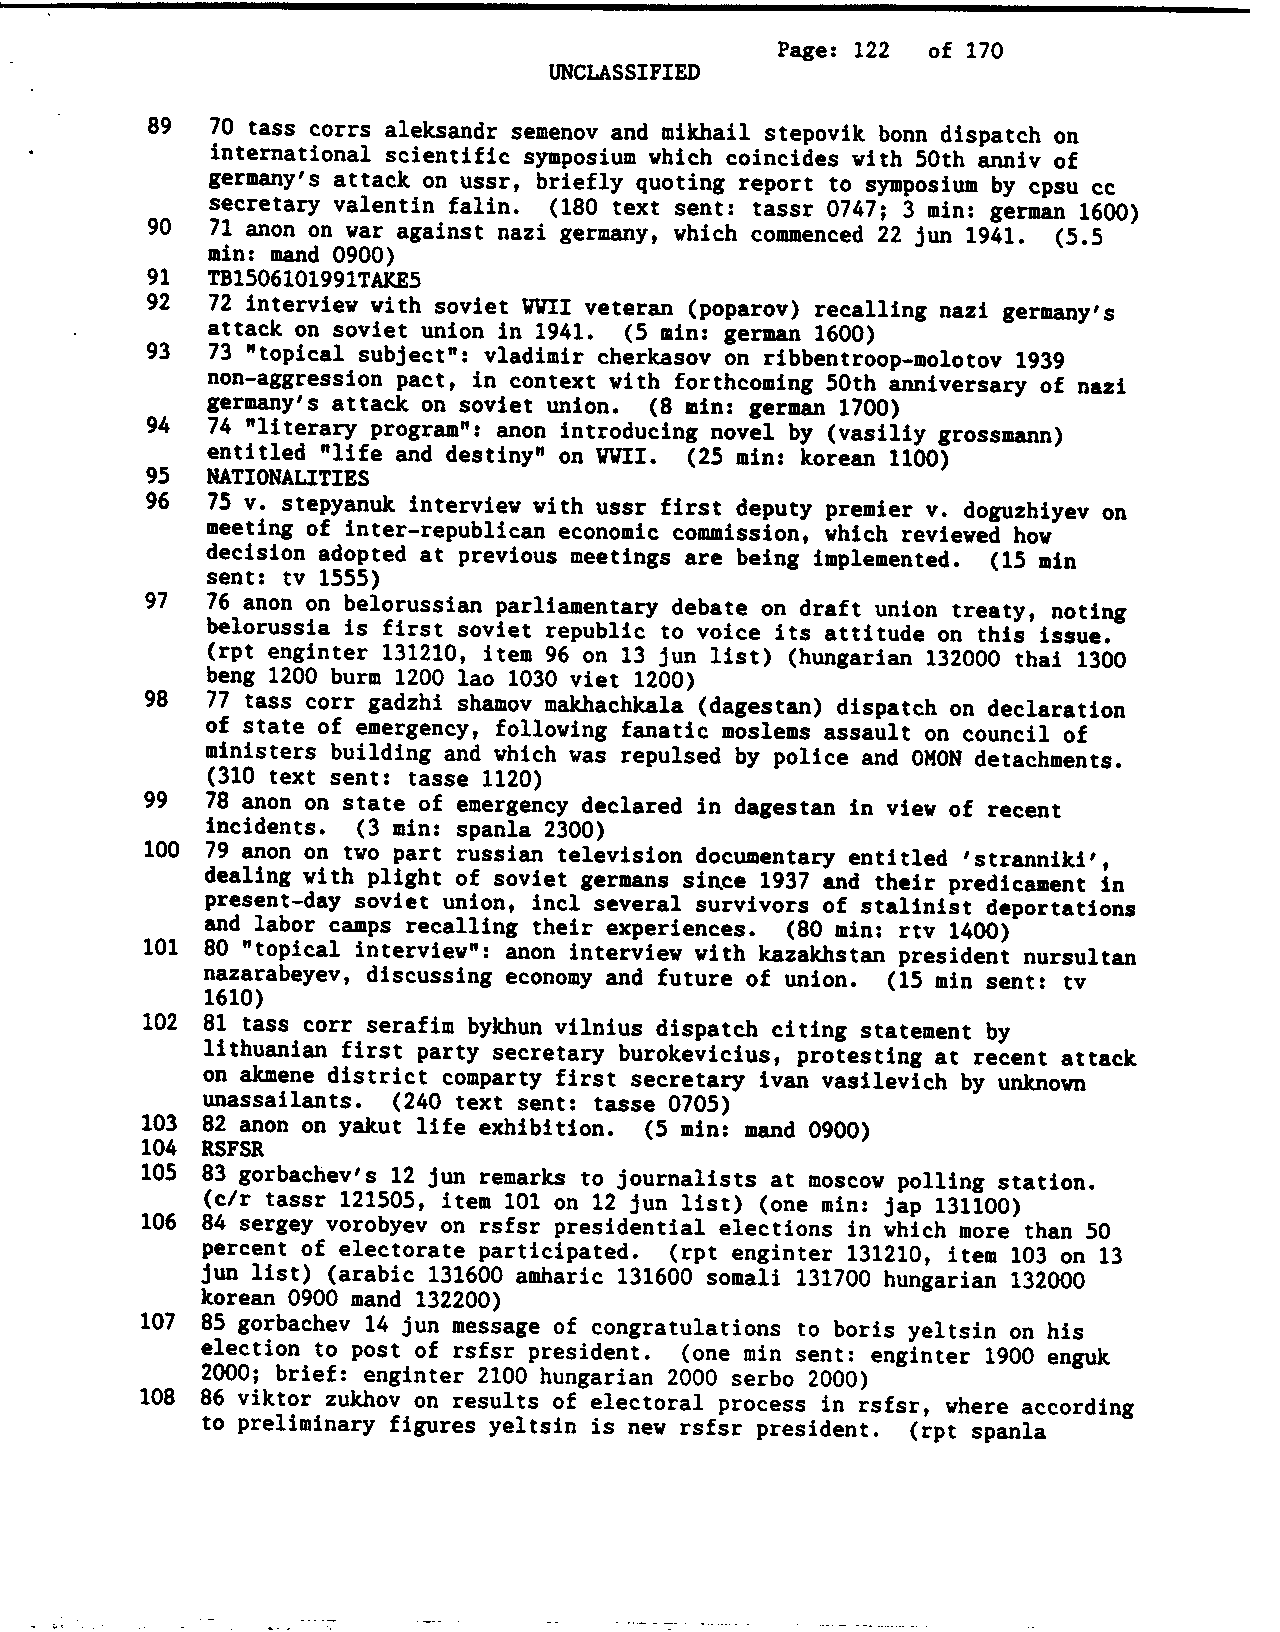 Page: 122 of 170
UNCLASSIFIED
89 70 tass corrs aleksandr semenov and mikhail stepovik bonn dispatch on
international scientific symposium which coincides with 50th anniv of
germany's attack on ussr, briefly quoting report to symposium by cpsu cc
secretary valentin falin. (180 text sent: tassr 0747; 3 min: german 1600)
90 71 anon on war against nazi germany, which commenced 22 jun 1941. (5.5
min: mand 0900)
91 TB1506101991TAKE5
92 72 interview with soviet WWII veteran (poparov) recalling nazi germany's
attack on soviet union in 1941. (5 min: german 1600)
93 73 "topical subject": vladimir cherkasov on ribbentroop-molotov 1939
non-aggression pact, in context with forthcoming 50th anniversary of nazi
germany's attack on soviet union. (8 min: german 1700)
94 74 "literary program": anon introducing novel by (vasiliy grossmann)
entitled "life and destiny" on WWII. (25 min: korean 1100)
95 NATIONALITIES
96 75 v. stepyanuk interview with ussr first deputy premier v. doguzhiyev on
meeting of inter-republican economic commission, which reviewed how
decision adopted at previous meetings are being implemented. (15 min
sent: tv 1555)
97 76 anon on belorussian parliamentary debate on draft union treaty, noting
belorussia is first soviet republic to voice its attitude on this issue.
(rpt enginter 131210, item 96 on 13 jun list) (hungarian 132000 thai 1300
beng 1200 burm 1200 lao 1030 viet 1200)
98 77 tass corr gadzhi shamov makhachkala (dagestan) dispatch on declaration
of state of emergency, following fanatic moslems assault on council of
ministers building and which was repulsed by police and OMON detachments.
(310 text sent: tasse 1120)
99 78 anon on state of emergency declared in dagestan in view of recent
incidents. (3 min: spanla 2300)
100 79 anon on two part russian television documentary entitled 'stranniki',
dealing with plight of soviet germans since 1937 and their predicament in
present-day soviet union, incl several survivors of stalinist deportations
and labor camps recalling their experiences. (80 min: rtv 1400)
101 80 "topical interview": anon interview with kazakhstan president nursultan
nazarabeyev, discussing economy and future of union. (15 min sent: tv
1610)
102 81 tass corr serafim bykhun vilnius dispatch citing statement by
lithuanian first party secretary burokevicius, protesting at recent attack
on akmene district comparty first secretary ivan vasilevich by unknown
unassailants. (240 text sent: tasse 0705)
103 82 anon on yakut life exhibition. (5 min: mand 0900)
104 RSFSR
105 83 gorbachev's 12 jun remarks to journalists at moscow polling station.
(c/r tassr 121505, item 101 on 12 jun list) (one min: jap 131100)
106 84 sergey vorobyev on rsfsr presidential elections in which more than 50
percent of electorate participated. (rpt enginter 131210, item 103 on 13
jun list) (arabic 131600 amharic 131600 somali 131700 hungarian 132000
korean 0900 mand 132200)
107 85 gorbachev 14 jun message of congratulations to boris yeltsin on his
election to post of rsfsr president. (one min sent: enginter 1900 enguk
2000; brief: enginter 2100 hungarian 2000 serbo 2000)
108 86 viktor zukhov on results of electoral process in rsfsr, where according
to preliminary figures yeltsin is new rsfsr president. (rpt spanla